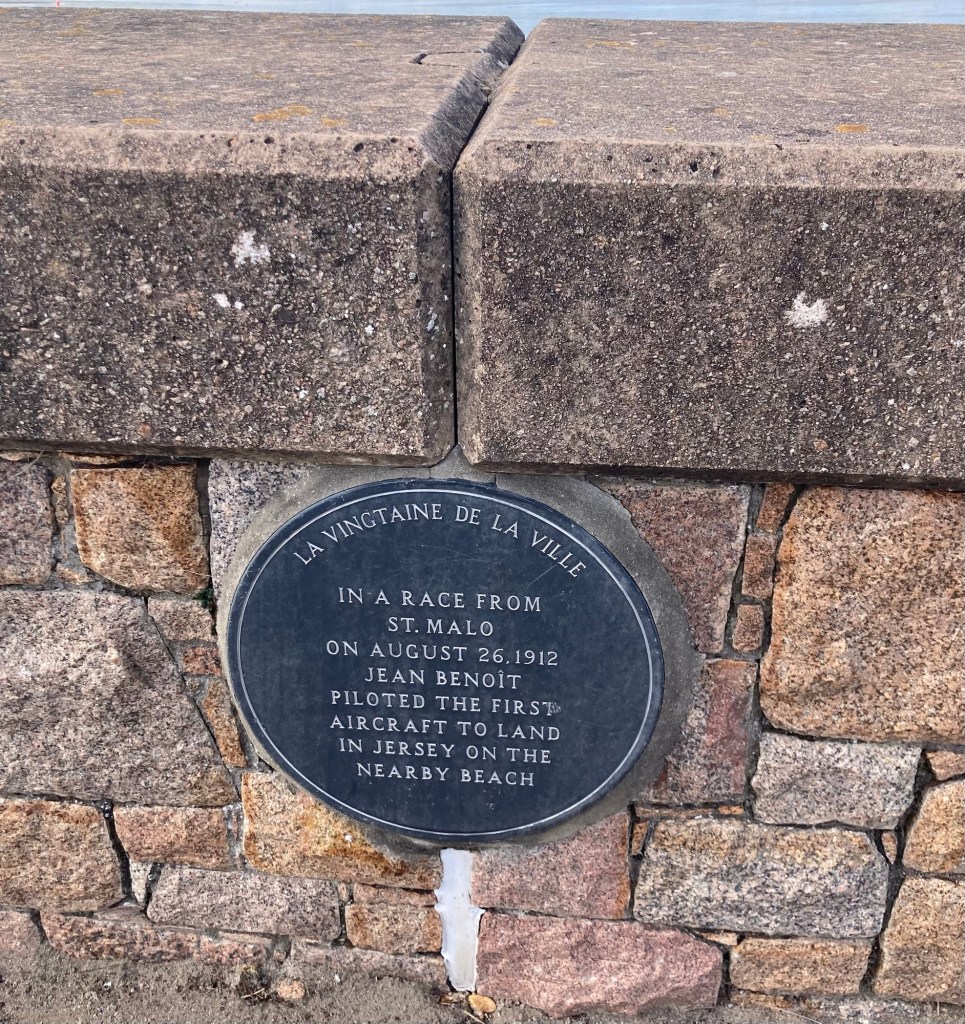 LA VINGTAINE DE LA VILLE
IN A RACE FROM
ST. MALO
ON AUGUST 26, 1912
JEAN BENOÎT
PILOTED THE FIRST
AIRCRAFT TO LAND
IN JERSEY ON THE
NEARBY BEACH